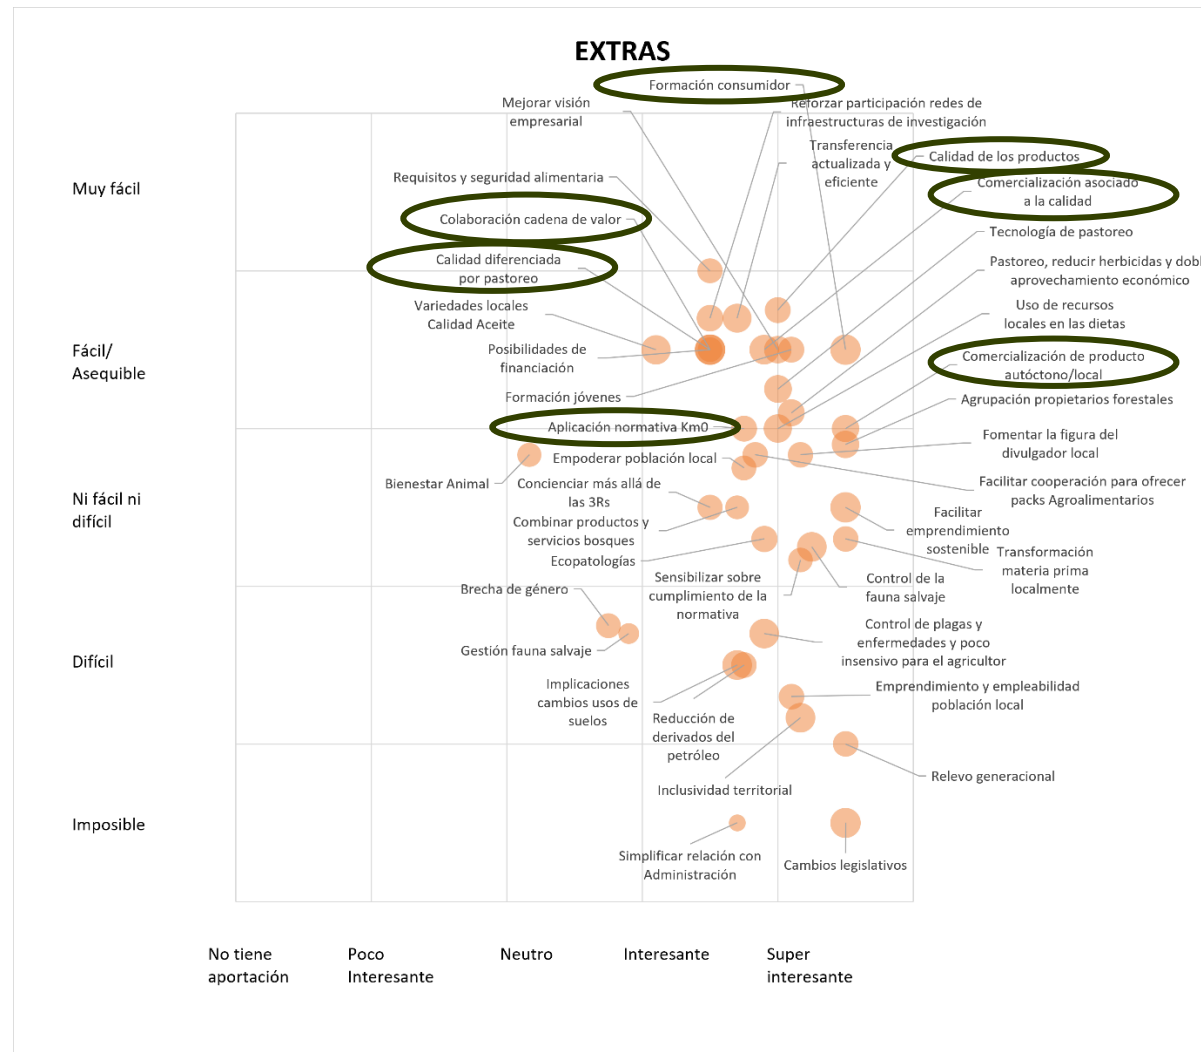 EXTRAS
Formación consumidor
Mejorar visión
empresarial
Reforzar participación redes de
infraestructuras de investigación
Transferencia
actualizada y
eficiente
Calidad de los productos
Muy fácil
Requisitos y seguridad alimentaria
Comercialización asociado
a la calidad
Colaboración cadena de valor
Tecnología de pastoreo
Calidad diferenciada
por pastoreo
Pastoreo, reducir herbicidas y dobl
aprovechamiento económico
Variedades locales
Calidad Aceite
Uso de recursos
locales en las dietas
Fácil/
Asequible
Posibilidades de
financiación
Comercialización de producto
autóctono/local
Formación jóvenes
Agrupación propietarios forestales
Aplicación normativa Km0
Fomentar la figura del
divulgador local
Empoderar población local
Bienestar Animal
Facilitar cooperación para ofrecer
packs Agroalimentarios
Ni fácil ni
difícil
Concienciar más allá de
las 3Rs
Combinar productos y
servicios bosques
Facilitar
emprendimiento
sostenible
Ecopatologías
Transformación
materia prima
localmente
Sensibilizar sobre
cumplimiento de la
normativa
Control de la
fauna salvaje
Brecha de género
Gestión fauna salvaje
Control de plagas y
enfermedades y poco
insensivo para el agricultor
Difícil
Implicaciones
cambios usos de
suelos
Emprendimiento y empleabilidad
población local
Reducción de
derivados del
petróleo
Inclusividad territorial
Relevo generacional
Imposible
Simplificar relación con
Administración
Cambios legislativos
No tiene
aportación
Poco
Interesante
Neutro
Interesante
Super
interesante